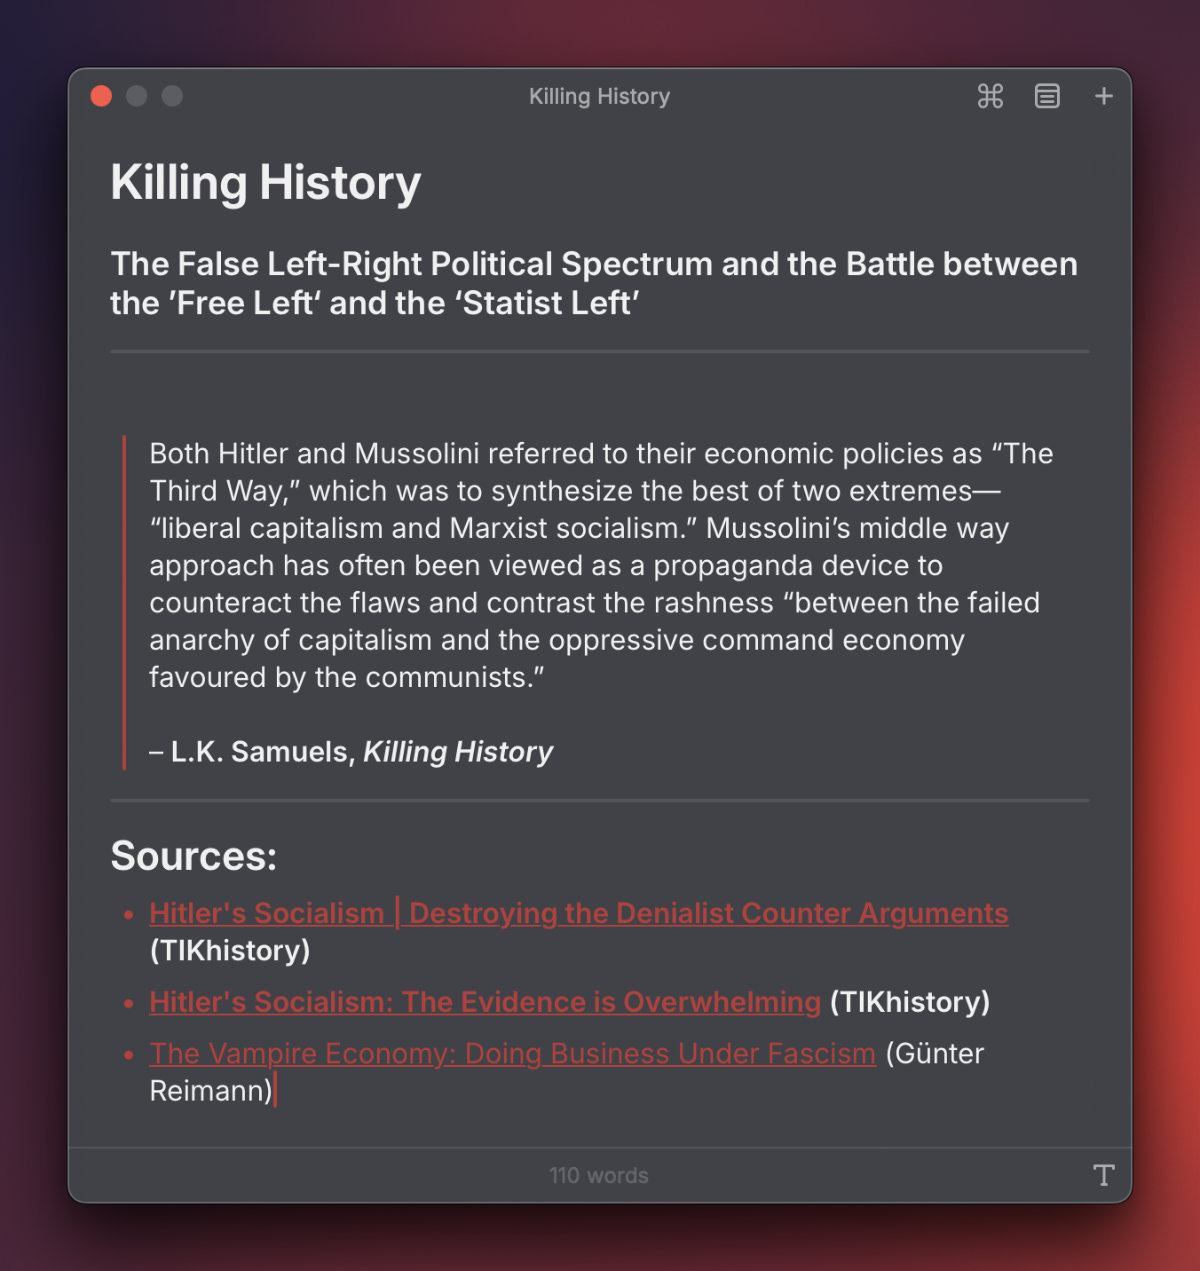 Killing History
Killing History
The False Left-Right Political Spectrum and the Battle between
the ’Free Left‘ and the ‘Statist Left’
Both Hitler and Mussolini referred to their economic policies as “The
Third Way,” which was to synthesize the best of two extremes—
“liberal capitalism and Marxist socialism.” Mussolini’s middle way
approach has often been viewed as a propaganda device to
counteract the flaws and contrast the rashness “between the failed
anarchy of capitalism and the oppressive command economy
favoured by the communists.”
– L.K. Samuels, Killing History
Sources:
• Hitler's Socialism | Destroying the Denialist Counter Arguments
(TIKhistory)
• Hitler's Socialism: The Evidence is Overwhelming (TIKhistory)
• The Vampire Economy: Doing Business Under Fascism (Günter
Reimann)
110 words